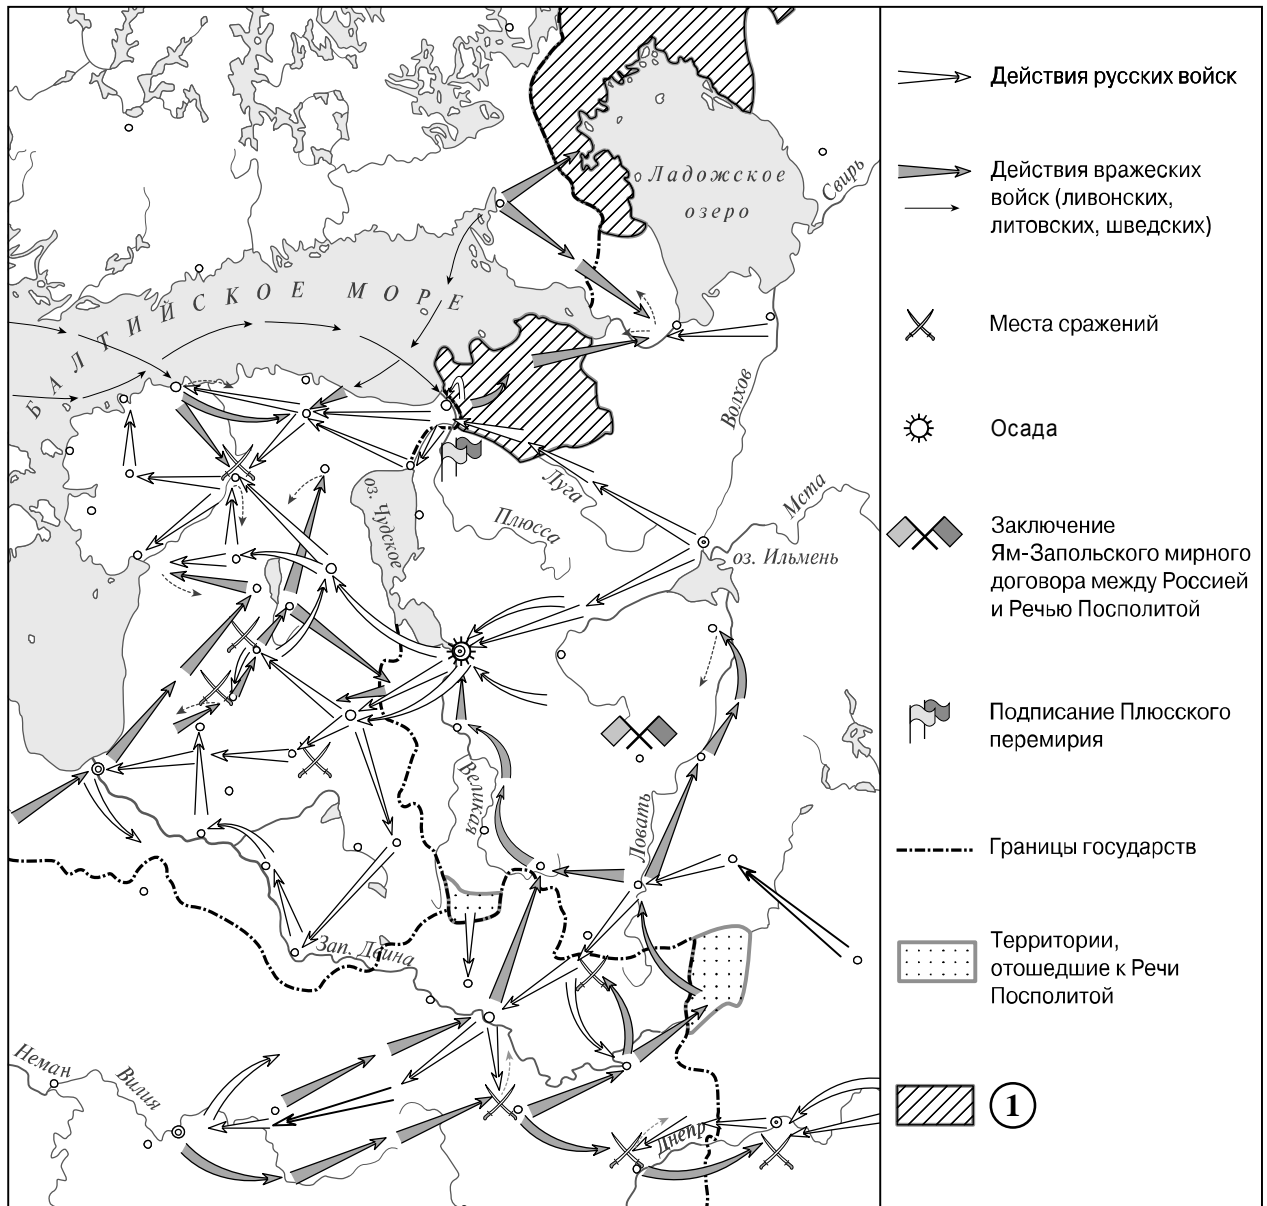 Ладожское
озеро
Свирь
БАЛТИЙСКОЕ МОРЕ
Волхов
Луга
Мста
Плюсса
оз. Чудское
оз. Ильмень
Великая
Ловать
Зап. Двина
Неман
Вилия
Днепр
Действия русских войск
Действия вражеских
войск (ливонских,
литовских, шведских)
Места сражений
Осада
Заключение
Ям-Запольского мирного
договора между Россией
и Речью Посполитой
Подписание Плюсского
перемирия
Границы государств
Территории,
отошедшие к Речи
Посполитой
1